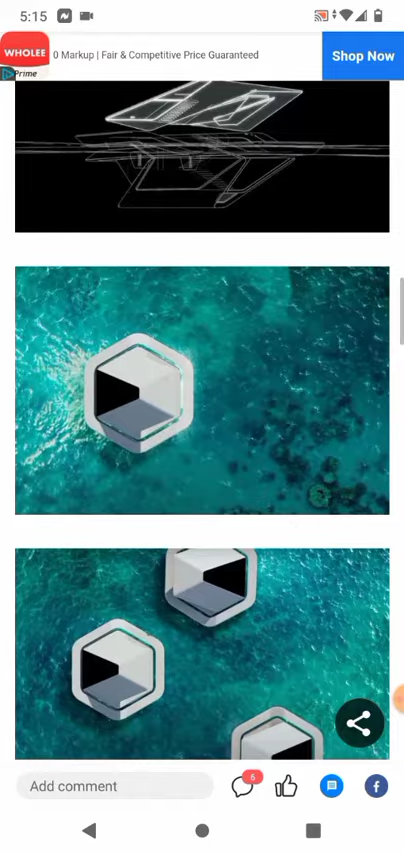 5:15
WHOLEE
0 Markup | Fair & Competitive Price Guaranteed
Shop Now
Prime
6
Add comment